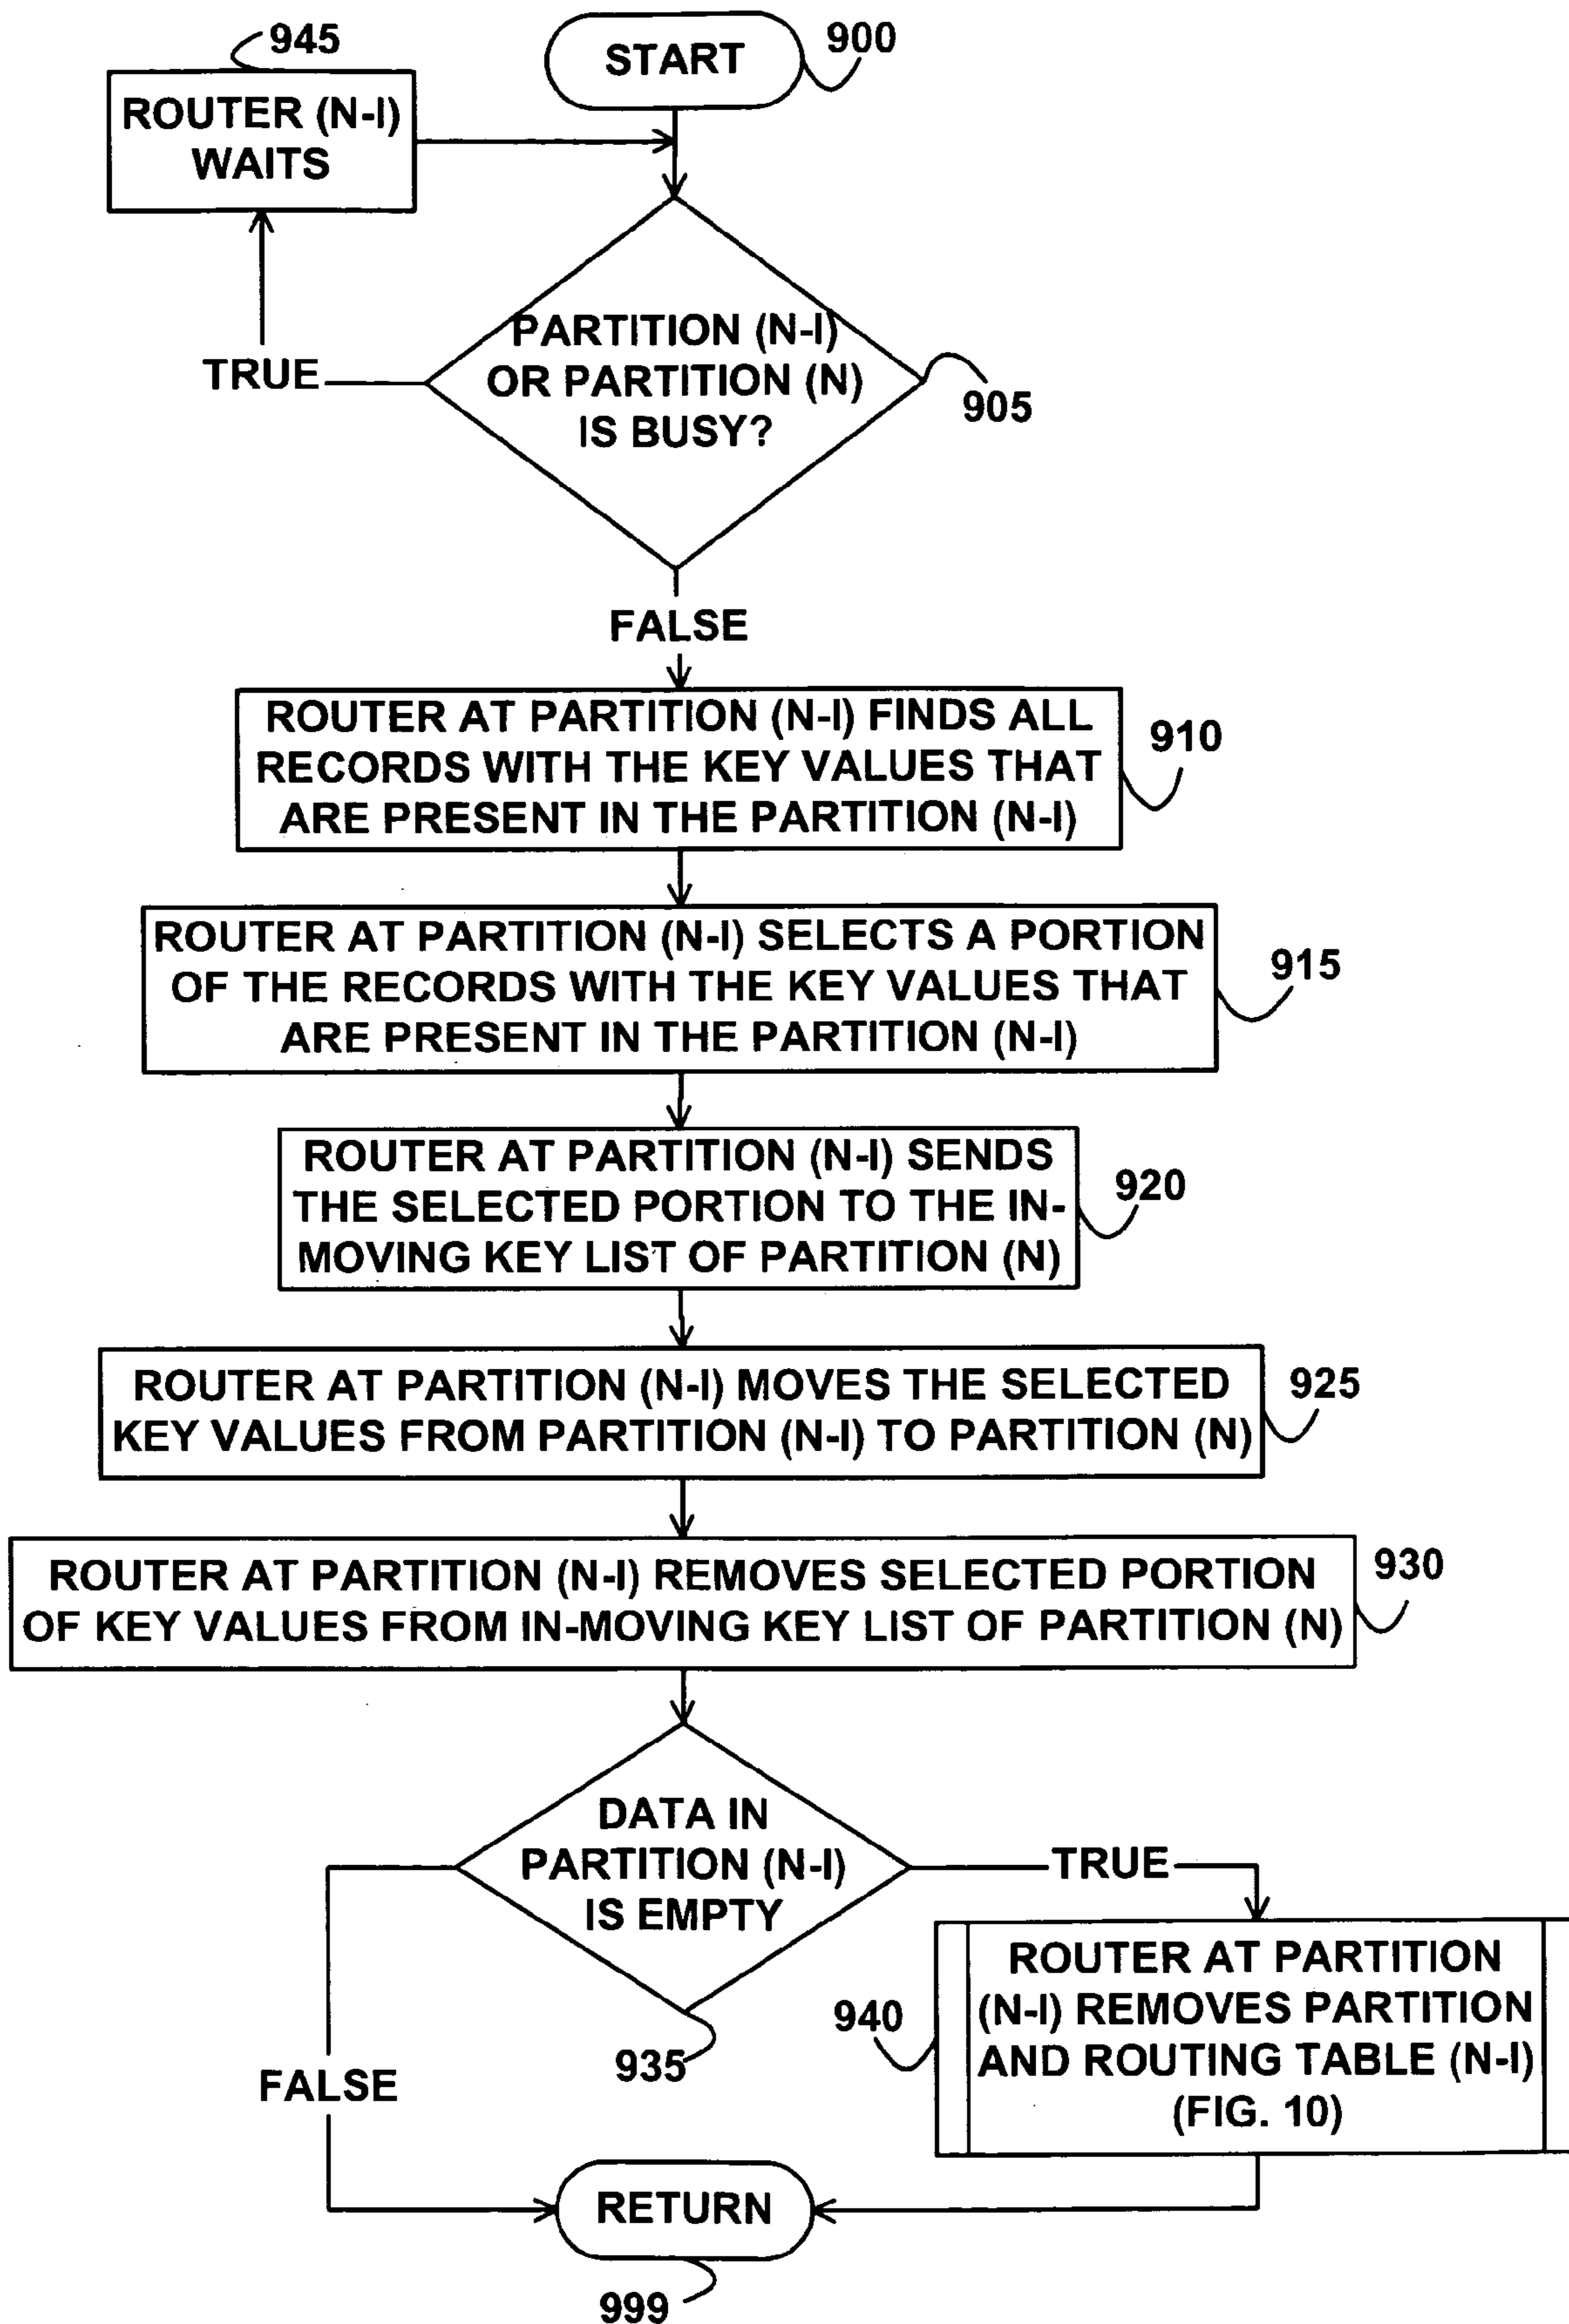 945
START
900
ROUTER (N-I)
WAITS
PARTITION (N-I)
OR PARTITION (N)
IS BUSY?
TRUE
905
FALSE
ROUTER AT PARTITION (N-I) FINDS ALL
RECORDS WITH THE KEY VALUES THAT
ARE PRESENT IN THE PARTITION (N-I)
910
ROUTER AT PARTITION (N-I) SELECTS A PORTION
OF THE RECORDS WITH THE KEY VALUES THAT
ARE PRESENT IN THE PARTITION (N-I)
915
ROUTER AT PARTITION (N-I) SENDS
THE SELECTED PORTION TO THE IN-
MOVING KEY LIST OF PARTITION (N)
920
ROUTER AT PARTITION (N-I) MOVES THE SELECTED
KEY VALUES FROM PARTITION (N-I) TO PARTITION (N)
925
ROUTER AT PARTITION (N-I) REMOVES SELECTED PORTION
OF KEY VALUES FROM IN-MOVING KEY LIST OF PARTITION (N)
930
DATA IN
PARTITION (N-I)
IS EMPTY
TRUE
935
FALSE
940
ROUTER AT PARTITION
(N-I) REMOVES PARTITION
AND ROUTING TABLE (N-I)
(FIG. 10)
RETURN
999